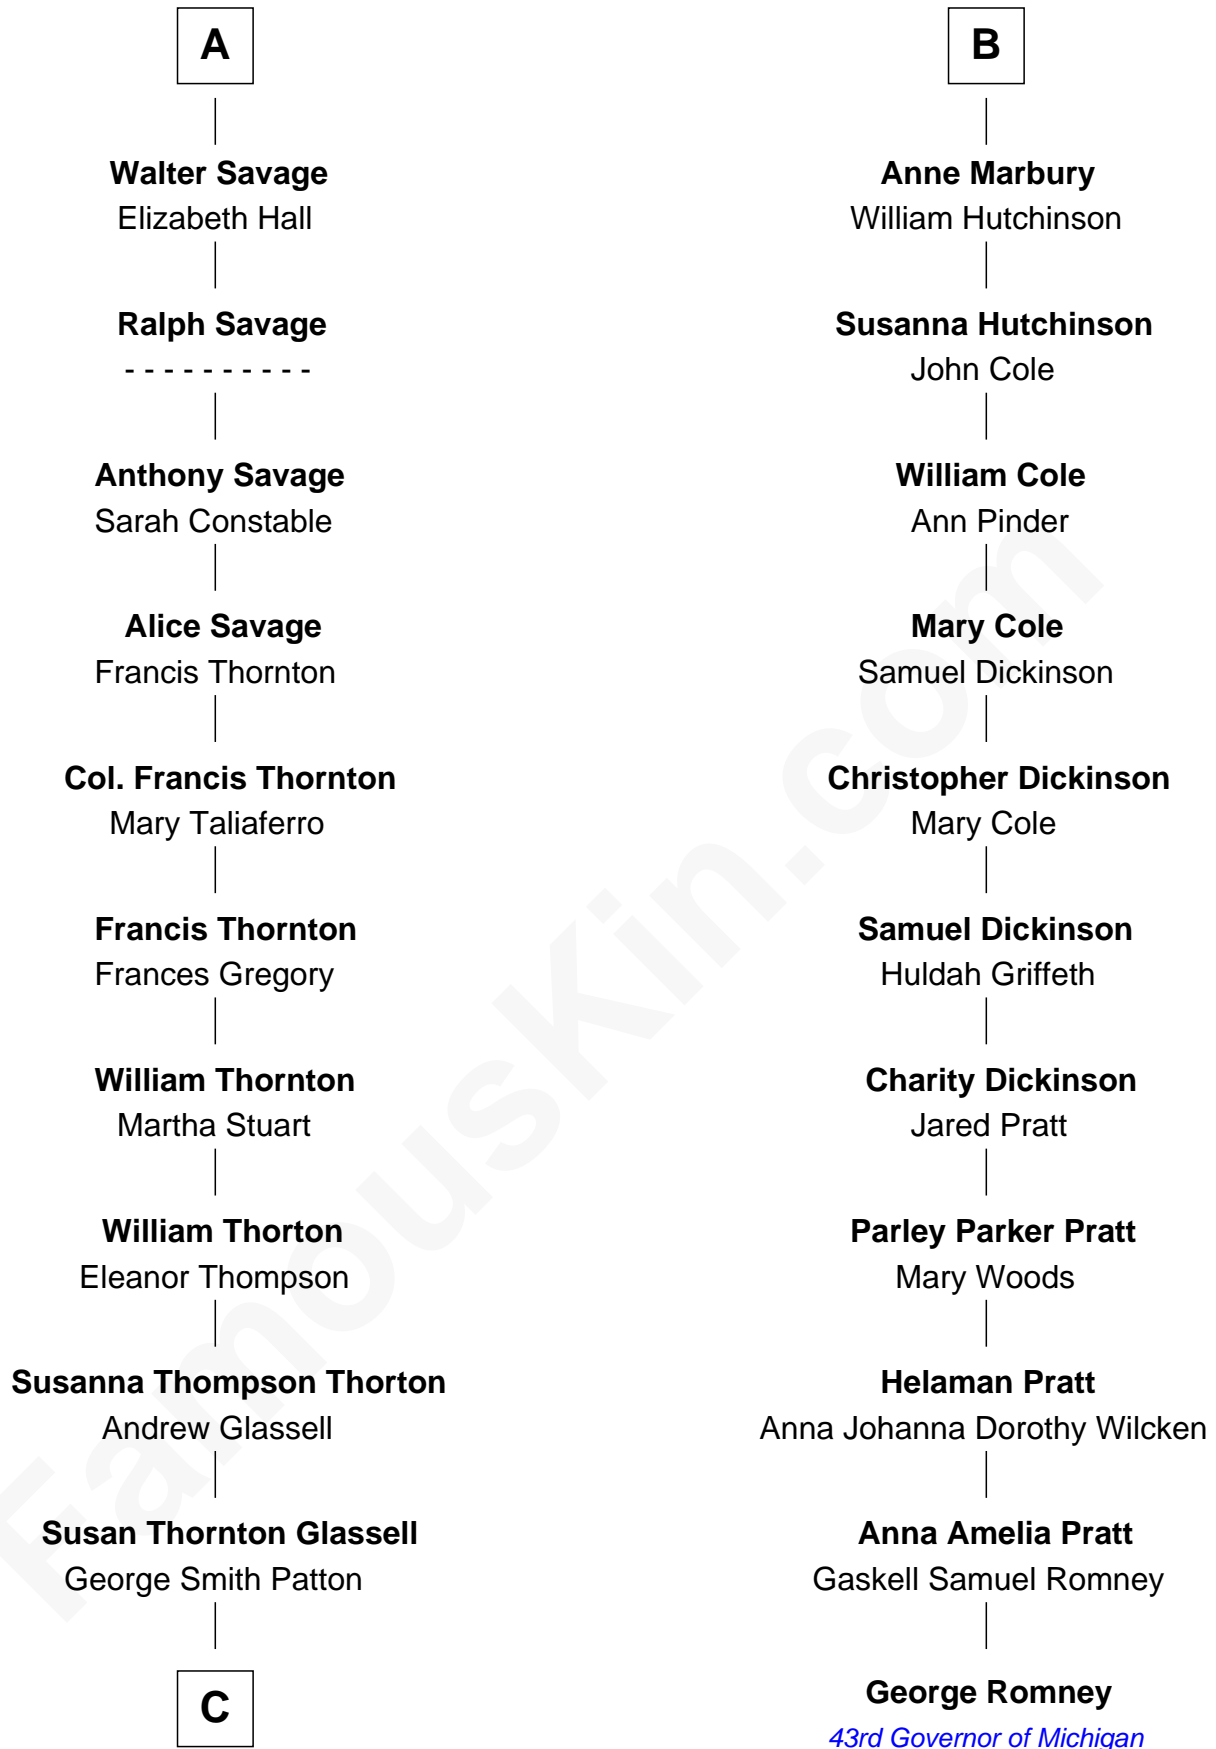 A
Walter Savage
Elizabeth Hall
Ralph Savage
- - - - - - - - - -
Anthony Savage
Sarah Constable
Alice Savage
Francis Thornton
Col. Francis Thornton
Mary Taliaferro
Francis Thornton
Frances Gregory
William Thornton
Martha Stuart
William Thorton
Eleanor Thompson
Susanna Thompson Thorton
Andrew Glassell
Susan Thornton Glassell
George Smith Patton
C
B
Anne Marbury
William Hutchinson
Susanna Hutchinson
John Cole
William Cole
Ann Pinder
Mary Cole
Samuel Dickinson
Christopher Dickinson
Mary Cole
Samuel Dickinson
Huldah Griffeth
Charity Dickinson
Jared Pratt
Parley Parker Pratt
Mary Woods
Helaman Pratt
Anna Johanna Dorothy Wilcken
Anna Amelia Pratt
Gaskell Samuel Romney
George Romney
43rd Governor of Michigan
FamousKin.com